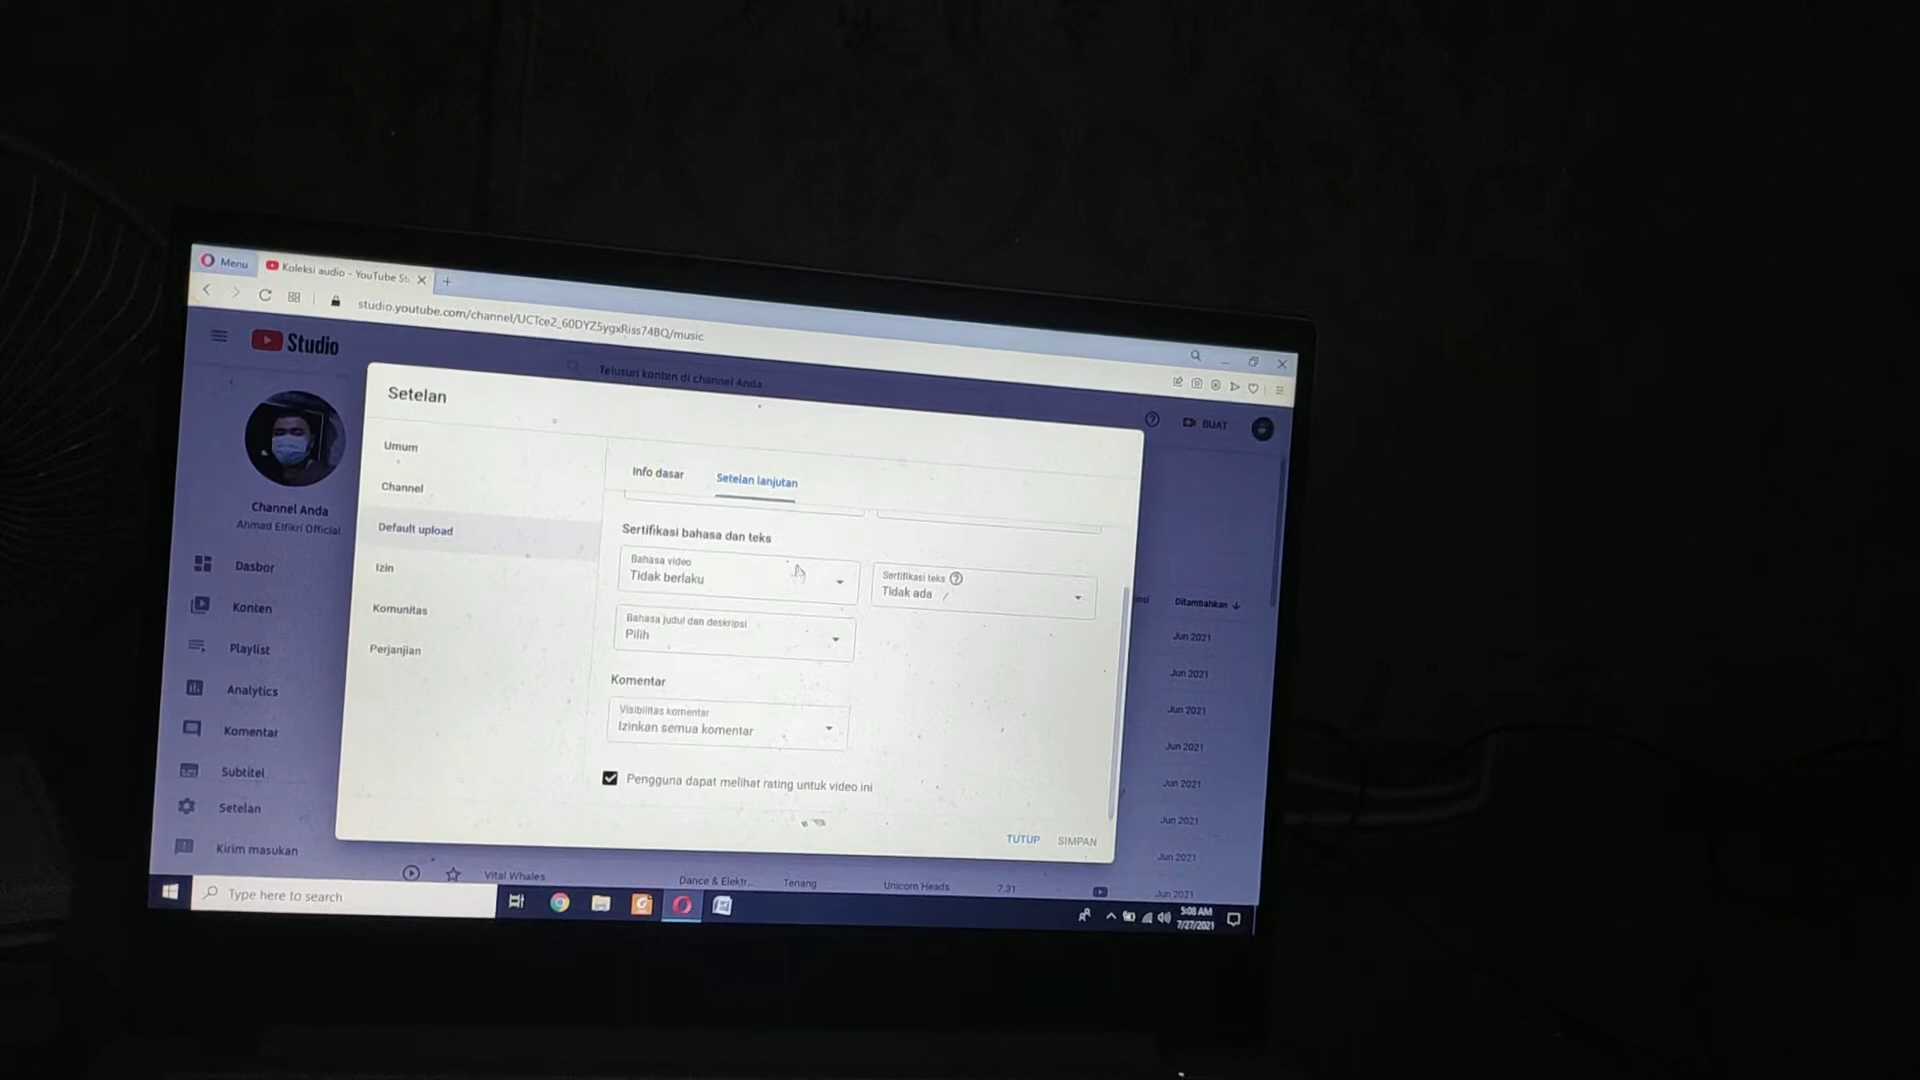 Menu
Koleksi audio - YouTube St
studio.youtube.com/channel/UCTce2_60DYZ5ygxRiss74BQ/music
Studio
Telusuri konten di channel Anda
BUAT
Setelan
Umum
Channel
Default upload
Izin
Komunitas
Perjanjian
Info dasar
Setelan lanjutan
Sertifikasi bahasa dan teks
Bahasa video
Tidak berlaku
Sertifikasi teks
Tidak ada
Bahasa judul dan deskripsi
Pilih
Komentar
Visibilitas komentar
Izinkan semua komentar
Pengguna dapat melihat rating untuk video ini
TUTUP
SIMPAN
Channel Anda
Ahmad Elfikri Official
Dasbor
Konten
Playlist
Analytics
Komentar
Subtitel
Setelan
Kirim masukan
Ditambahkan
Jun 2021
Jun 2021
Jun 2021
Jun 2021
Jun 2021
Jun 2021
Jun 2021
Jun 2021
Vital Whales
Dance & Elektr...
Tenang
Unicorn Heads
7.31
Type here to search
5:08 AM
7/27/2021